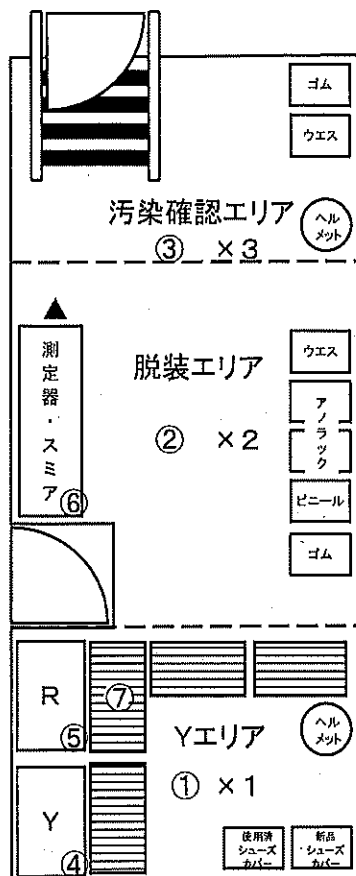 ゴム
ウエス
汚染確認エリア
ヘル
メット
③ ×3
測定器・スミア
⑥
脱装エリア
② ×2
ウエス
アノラック
ビニール
ゴム
R
⑤
⑦
Yエリア
ヘル
メット
① ×1
Y
④
使用済
シューズ
カバー
新品
シューズ
カバー